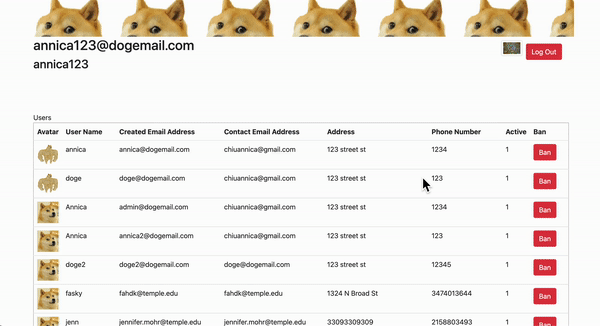 annica123@dogemail.com
Log Out
annica123
Users
Avatar User Name Created Email Address Contact Email Address Address Phone Number Active Ban
annica annica@dogemail.com chiuannica@gmail.com 123 street st 1234 1 Ban
doge doge@dogemail.com chiuannica@gmail.com 123 street st 123 1 Ban
Annica admin@dogemail.com chiuannica@gmail.com 123 street st 1234 1 Ban
Annica annica2@dogemail.com chiuannica@gmail.com 123 street st 123 1 Ban
doge2 doge2@dogemail.com doge@dogemail.com 123 street st 12345 1 Ban
fasky fahdk@temple.edu fahdk@temple.edu 1324 N Broad St 3474013644 1 Ban
jenn jennifer.mohr@temple.edu jennifer.mohr@temple.edu 33093309309 2158803493 1 Ban